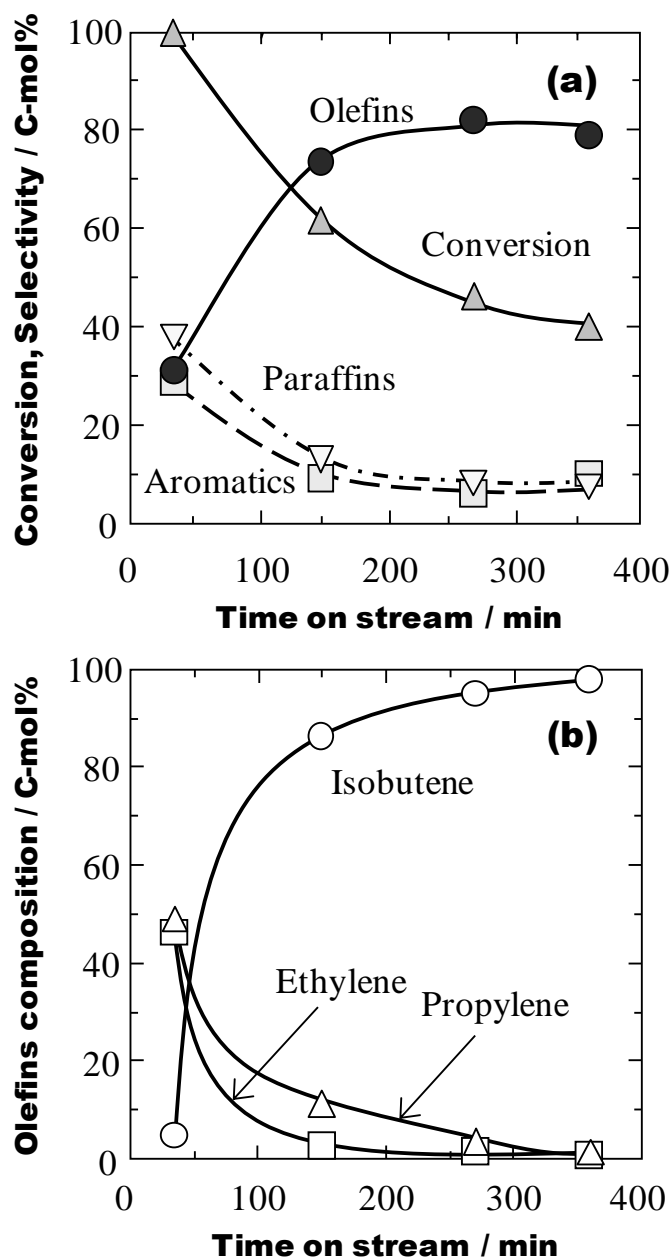 100
80
60
40
20
0
Conversion, Selectivity / C-mol%
(a)
Olefins
Conversion
Paraffins
Aromatics
0 100 200 300 400
Time on stream / min
100
80
60
40
20
0
Olefins composition / C-mol%
(b)
Isobutene
Ethylene
Propylene
0 100 200 300 400
Time on stream / min